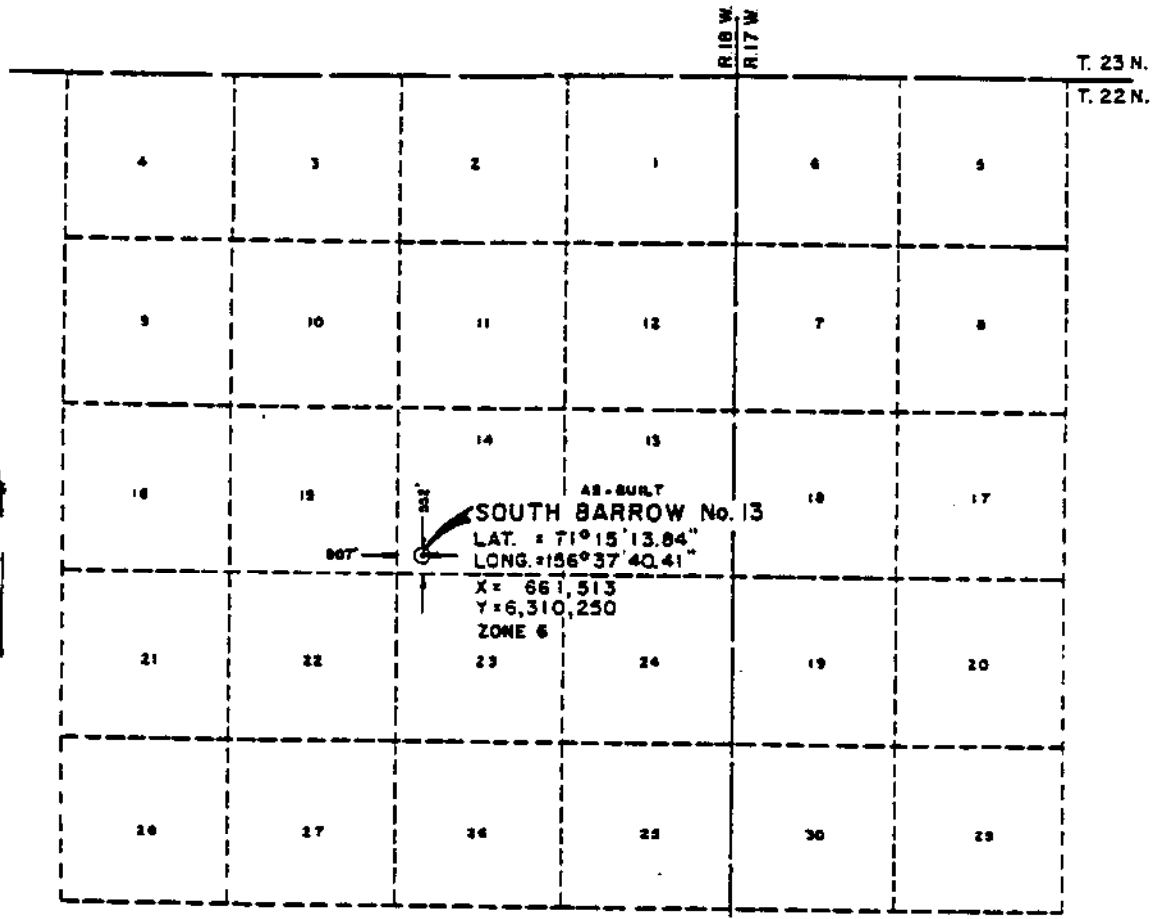 R.18 W.
R.17 W.
T. 23 N.
T. 22 N.
4 3 2 1 6 5
9 10 11 12 7 8
14 13
16 15 18 17
AS-BUILT
SOUTH BARROW No. 13
LAT. = 71° 15' 13.84"
907'
LONG. = 156° 37' 40.41"
X = 661,513
Y = 6,310,250
ZONE 6
21 22 23 24 19 20
27 25 30 29